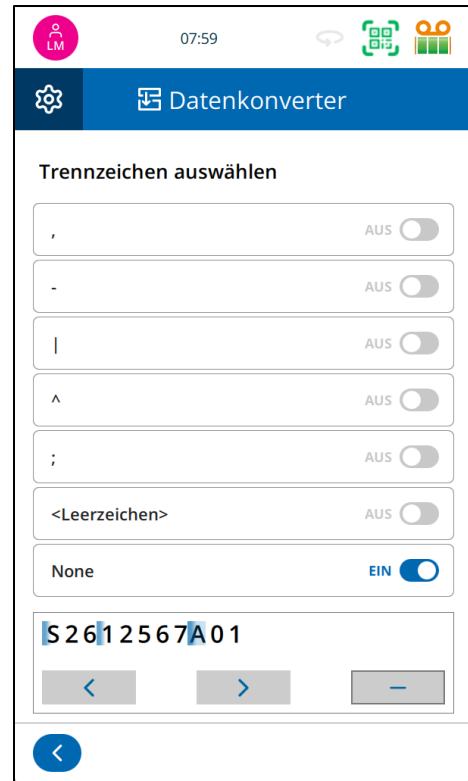 LM
07:59
Datenkonverter
Trennzeichen auswählen
, AUS
- AUS
| AUS
^ AUS
; AUS
<Leerzeichen> AUS
None EIN
S2612567A01